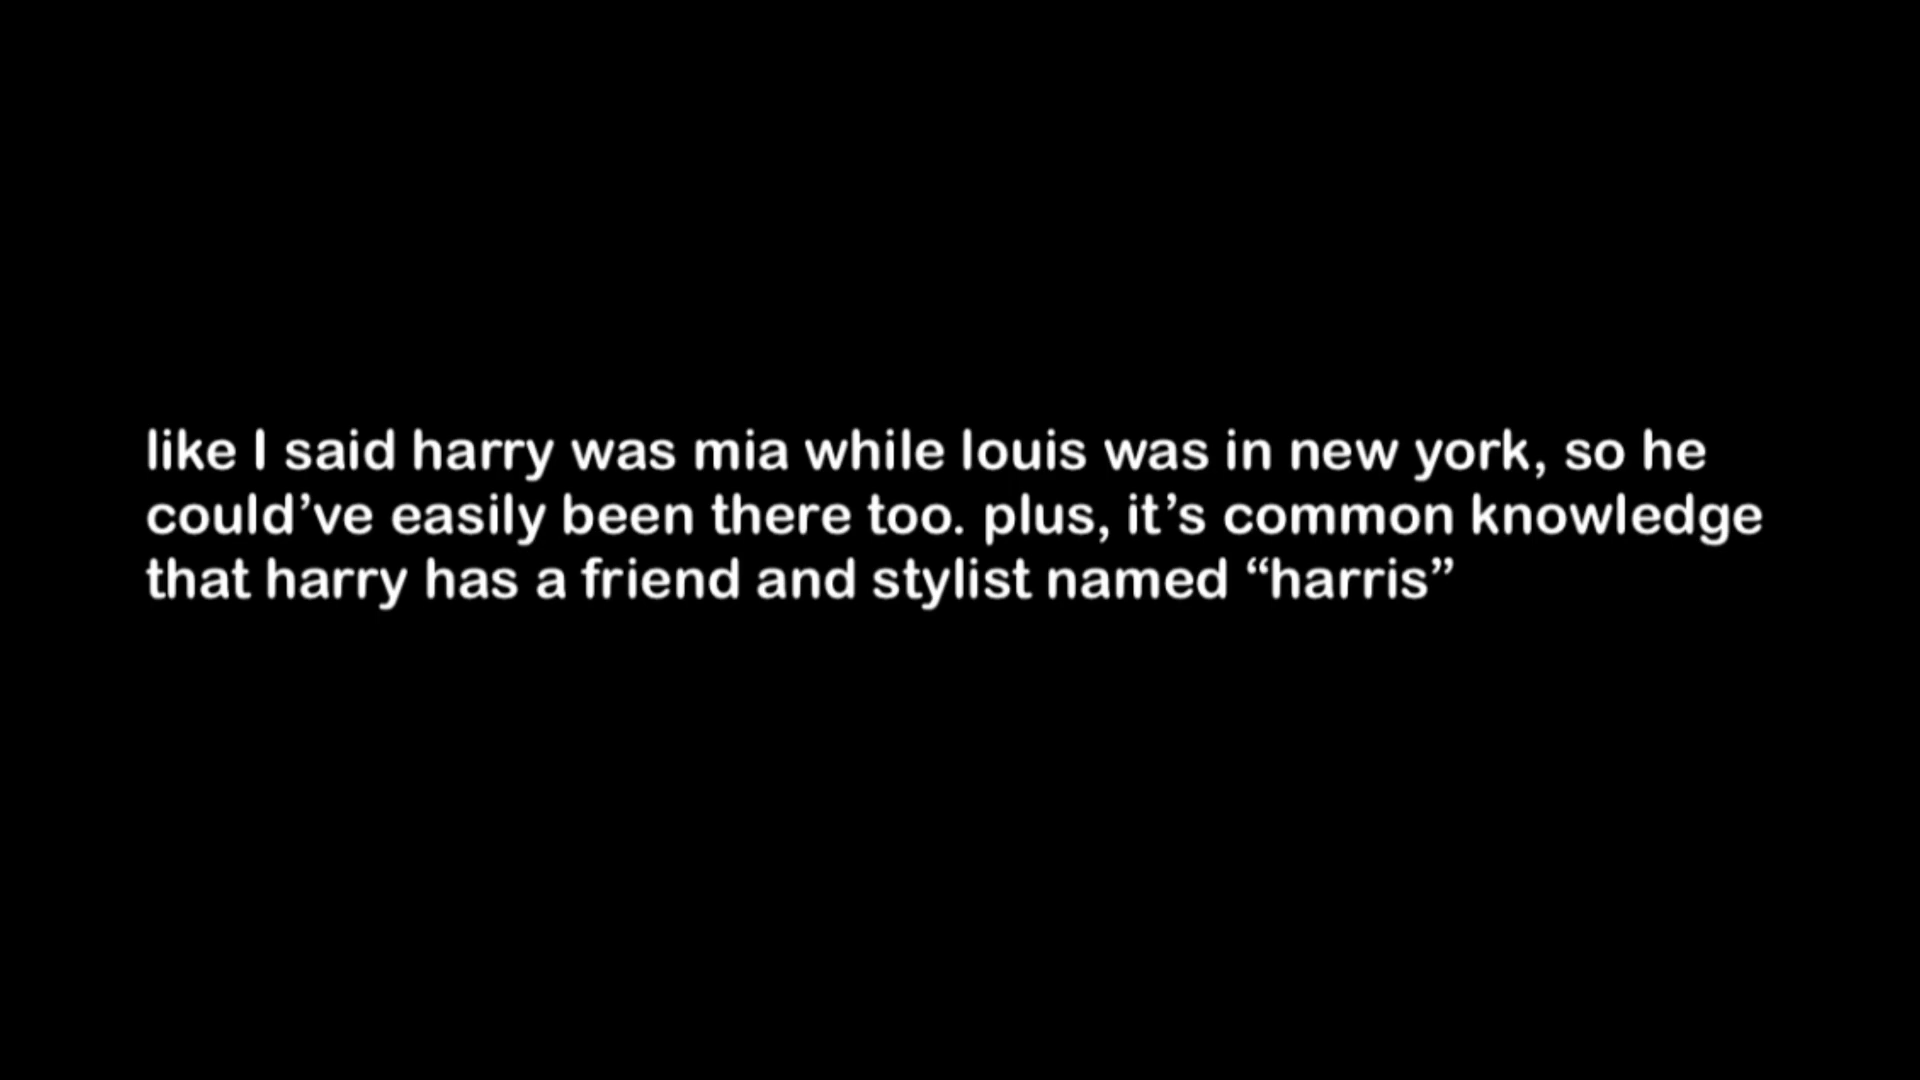 like I said harry was mia while louis was in new york, so he
could’ve easily been there too. plus, it’s common knowledge
that harry has a friend and stylist named “harris”